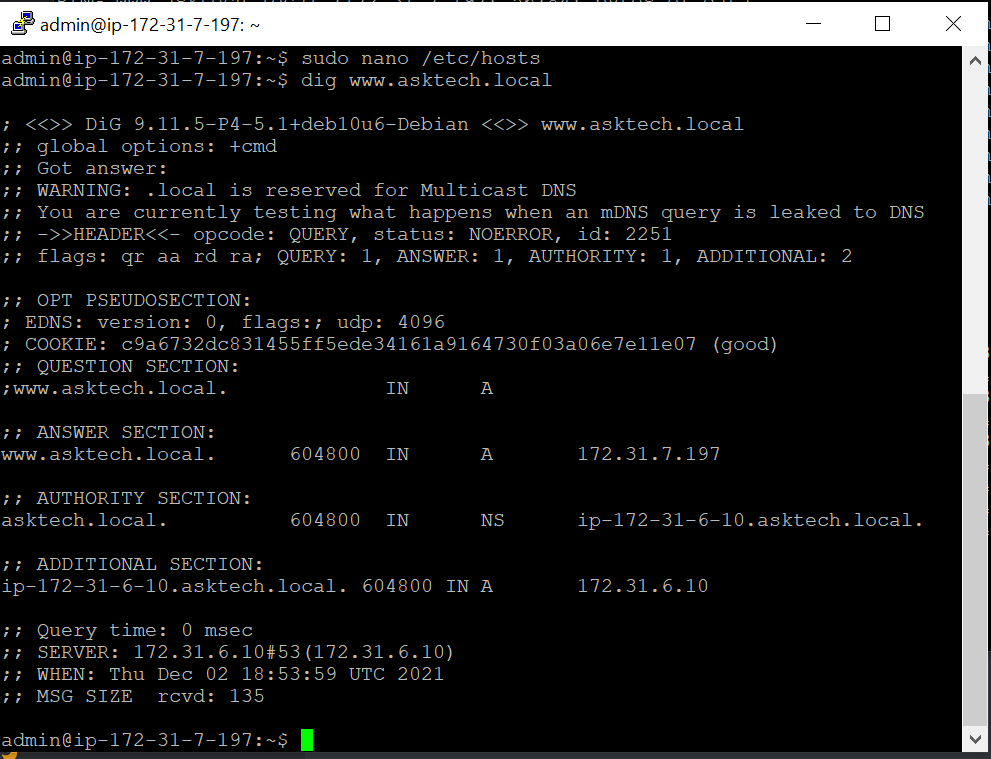 admin@ip-172-31-7-197: ~
admin@ip-172-31-7-197:~$ sudo nano /etc/hosts
admin@ip-172-31-7-197:~$ dig www.asktech.local
; <<>> DiG 9.11.5-P4-5.1+deb10u6-Debian <<>> www.asktech.local
;; global options: +cmd
;; Got answer:
;; WARNING: .local is reserved for Multicast DNS
;; You are currently testing what happens when an mDNS query is leaked to DNS
;; ->>HEADER<<- opcode: QUERY, status: NOERROR, id: 2251
;; flags: qr aa rd ra; QUERY: 1, ANSWER: 1, AUTHORITY: 1, ADDITIONAL: 2
;; OPT PSEUDOSECTION:
; EDNS: version: 0, flags:; udp: 4096
; COOKIE: c9a6732dc831455ff5ede34161a9164730f03a06e7e11e07 (good)
;; QUESTION SECTION:
;www.asktech.local. IN A
;; ANSWER SECTION:
www.asktech.local. 604800 IN A 172.31.7.197
;; AUTHORITY SECTION:
asktech.local. 604800 IN NS ip-172-31-6-10.asktech.local.
;; ADDITIONAL SECTION:
ip-172-31-6-10.asktech.local. 604800 IN A 172.31.6.10
;; Query time: 0 msec
;; SERVER: 172.31.6.10#53(172.31.6.10)
;; WHEN: Thu Dec 02 18:53:59 UTC 2021
;; MSG SIZE rcvd: 135
admin@ip-172-31-7-197:~$